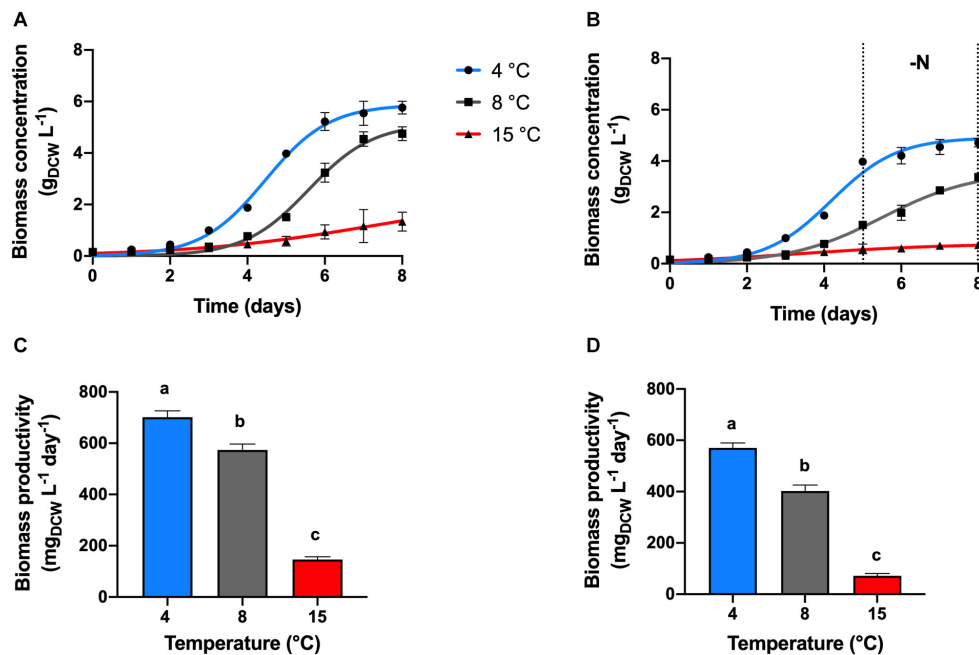 A
Biomass concentration
(gDCW L-1)
8
6
4
2
0
0 2 4 6 8
Time (days)
4 °C
8 °C
15 °C
B
Biomass concentration
(gDCW L-1)
8
6
4
2
0
-N
0 2 4 6 8
Time (days)
C
Biomass productivity
(mgDCW L-1 day-1)
800
600
400
200
0
a
b
c
4 8 15
Temperature (°C)
D
Biomass productivity
(mgDCW L-1 day-1)
800
600
400
200
0
a
b
c
4 8 15
Temperature (°C)